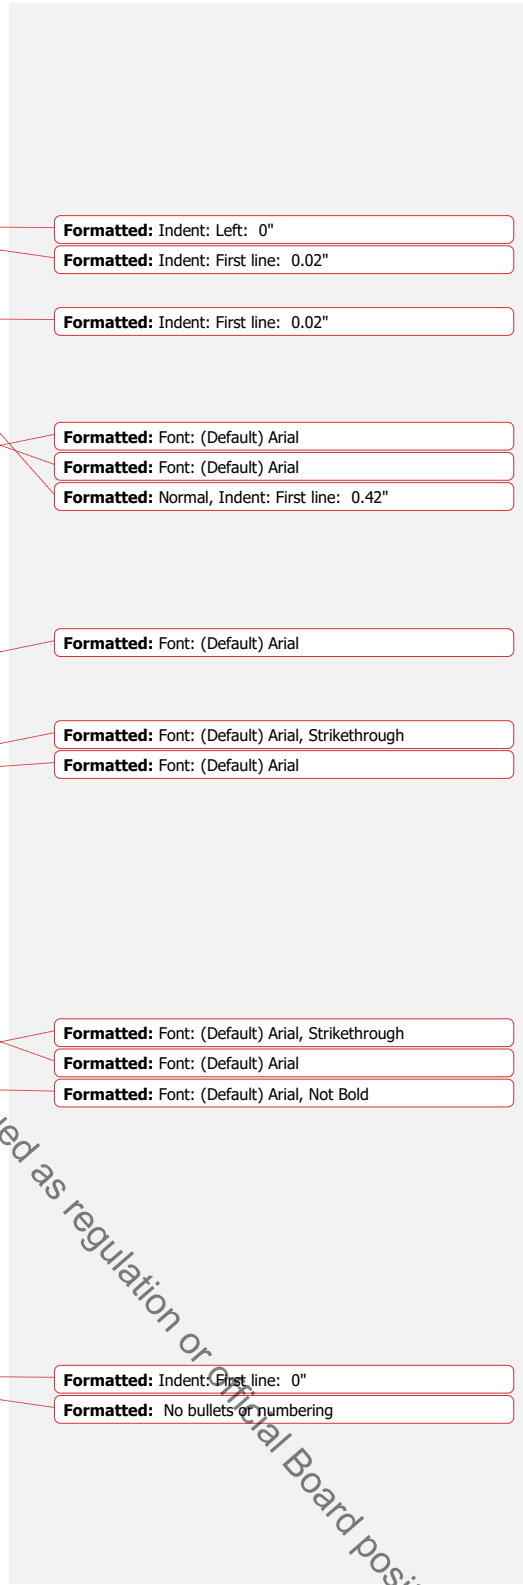 Formatted: Indent: Left: 0"
Formatted: Indent: First line: 0.02"
Formatted: Indent: First line: 0.02"
Formatted: Font: (Default) Arial
Formatted: Font: (Default) Arial
Formatted: Normal, Indent: First line: 0.42"
Formatted: Font: (Default) Arial
Formatted: Font: (Default) Arial, Strikethrough
Formatted: Font: (Default) Arial
Formatted: Font: (Default) Arial, Strikethrough
Formatted: Font: (Default) Arial
Formatted: Font: (Default) Arial, Not Bold
as regulation or official Board
Formatted: Indent: First line: 0"
Formatted: No bullets or numbering